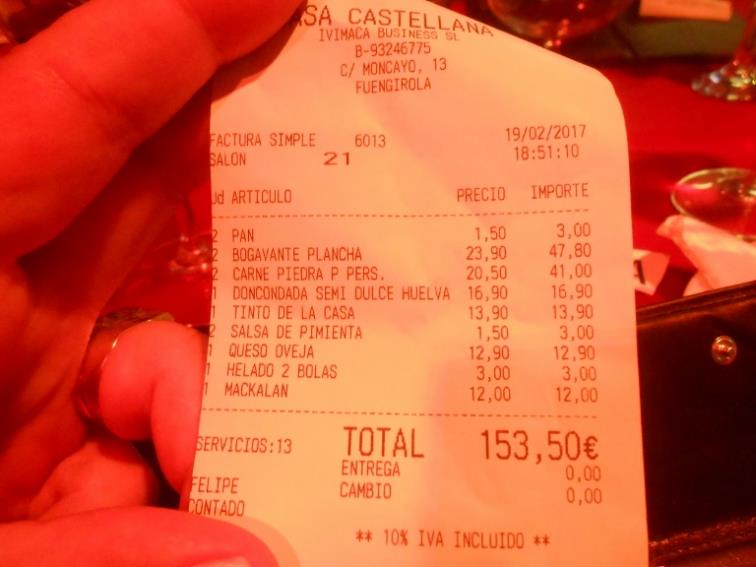 ASA CASTELLANA
IVIMACA BUSINESS SL
B-93246775
C/ MONCAYO, 13
FUENGIROLA
FACTURA SIMPLE 6013 19/02/2017
SALON 21 18:51:10
Ud ARTICULO PRECIO IMPORTE
2 PAN 1,50 3,00
2 BOGAVANTE PLANCHA 23,90 47,80
2 CARNE PIEDRA P PERS. 20,50 41,00
1 DONCONDADA SEMI DULCE HUELVA 16,90 16,90
1 TINTO DE LA CASA 13,90 13,90
2 SALSA DE PIMIENTA 1,50 3,00
1 QUESO OVEJA 12,90 12,90
1 HELADO 2 BOLAS 3,00 3,00
1 MACKALAN 12,00 12,00
SERVICIOS:13 TOTAL 153,50€
ENTREGA 0,00
FELIPE CAMBIO 0,00
CONTADO
** 10% IVA INCLUIDO **